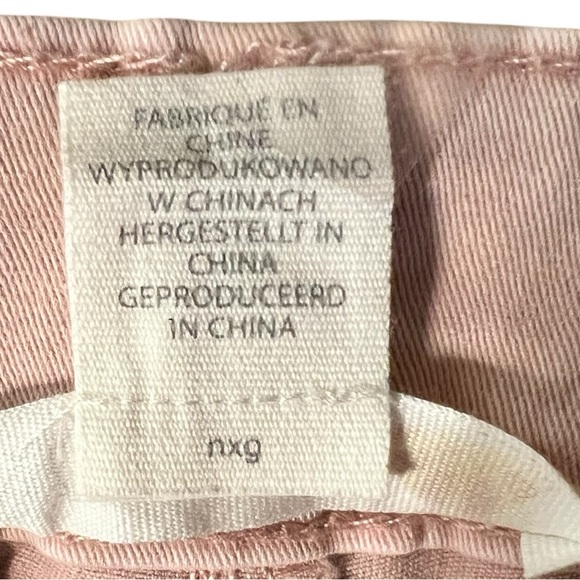 FABRIQUÉ EN
CHINE
WYPRODUKOWANO
W CHINACH
HERGESTELLT IN
CHINA
GEPRODUCEERD
IN CHINA
nxg